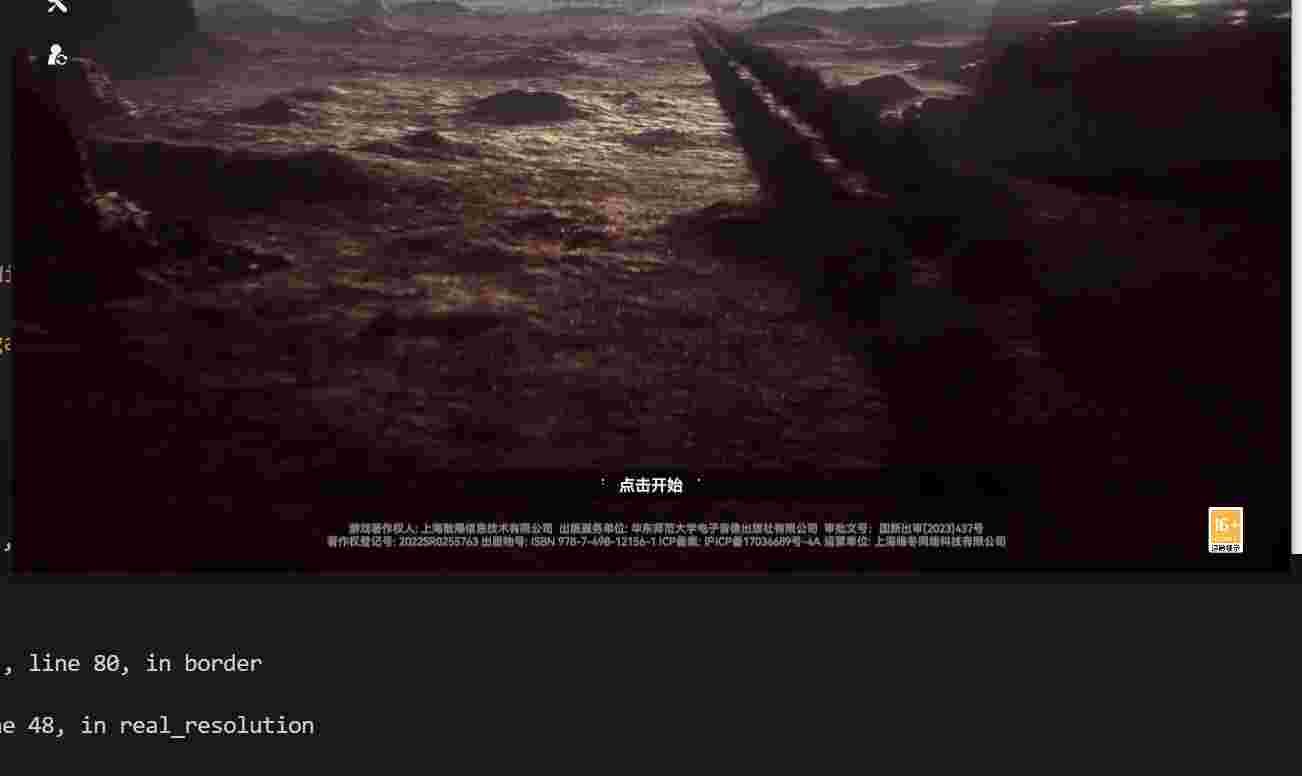 点击开始
游戏著作权人: 上海散爆信息技术有限公司 出版服务单位: 华东师范大学电子音像出版社有限公司 审批文号: 国新出审[2023]437号
著作权登记号: 2022SR0255763 出版物号: ISBN 978-7-498-12156-1 ICP备案: 沪ICP备17036689号-4A 运营单位: 上海暗冬网络科技有限公司
16+
, line 80, in border
e 48, in real_resolution